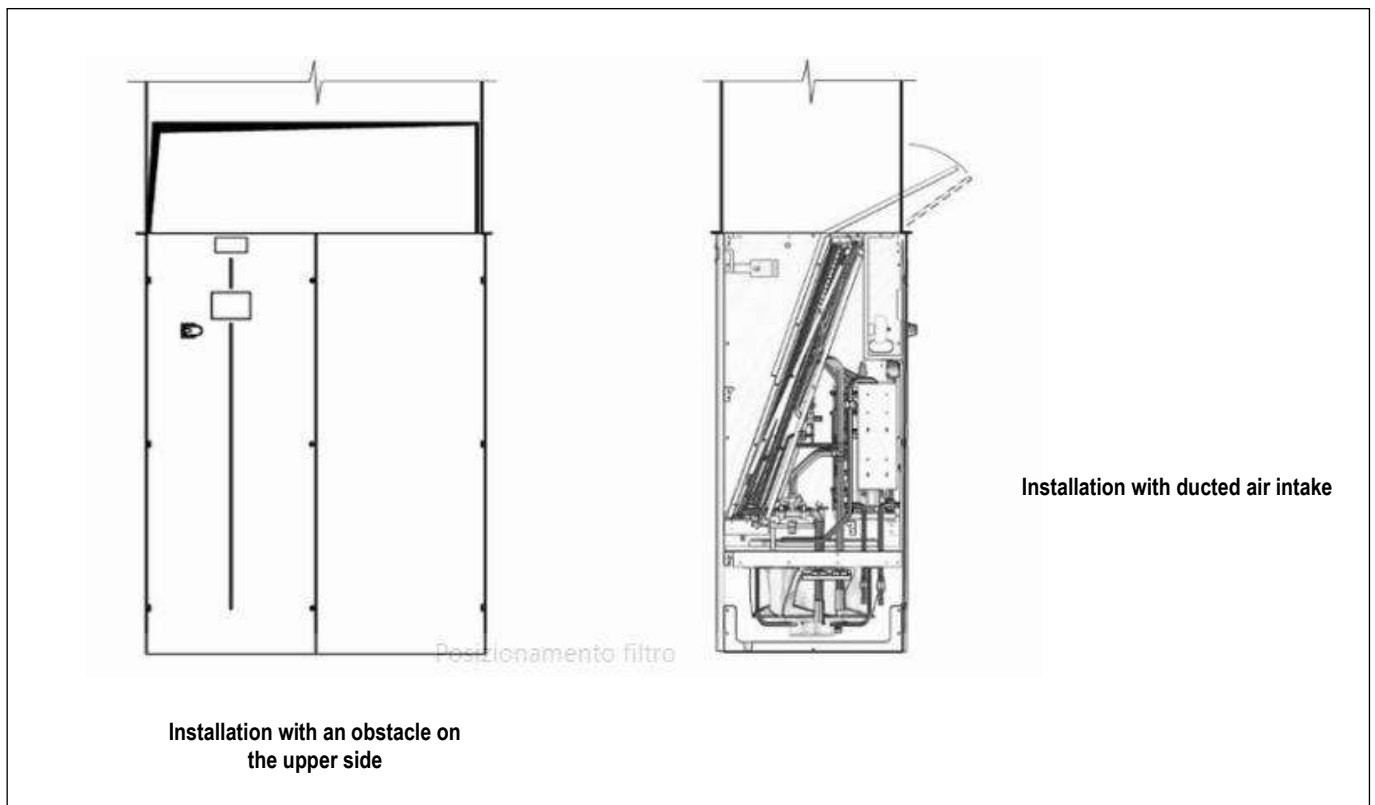 Installation with ducted air intake
Posizionamento filtro
Installation with an obstacle on
the upper side